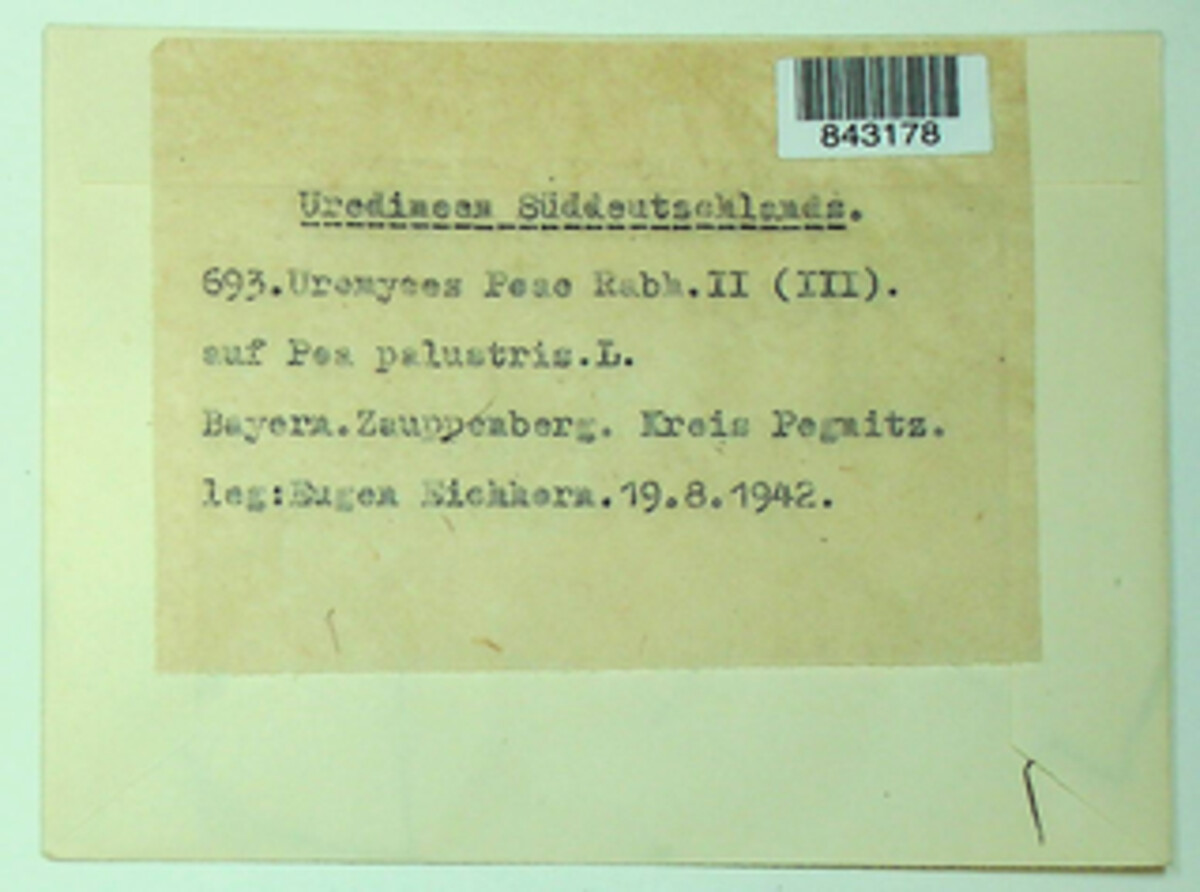 843178
Uredineen Süddeutschlands.
693.Uromyces Poae Rabh.II (III).
auf Poa palustris.L.
Bayern.Zauppenberg. Kreis Pegnitz.
leg:Eugen Eichhorn.19.8.1942.